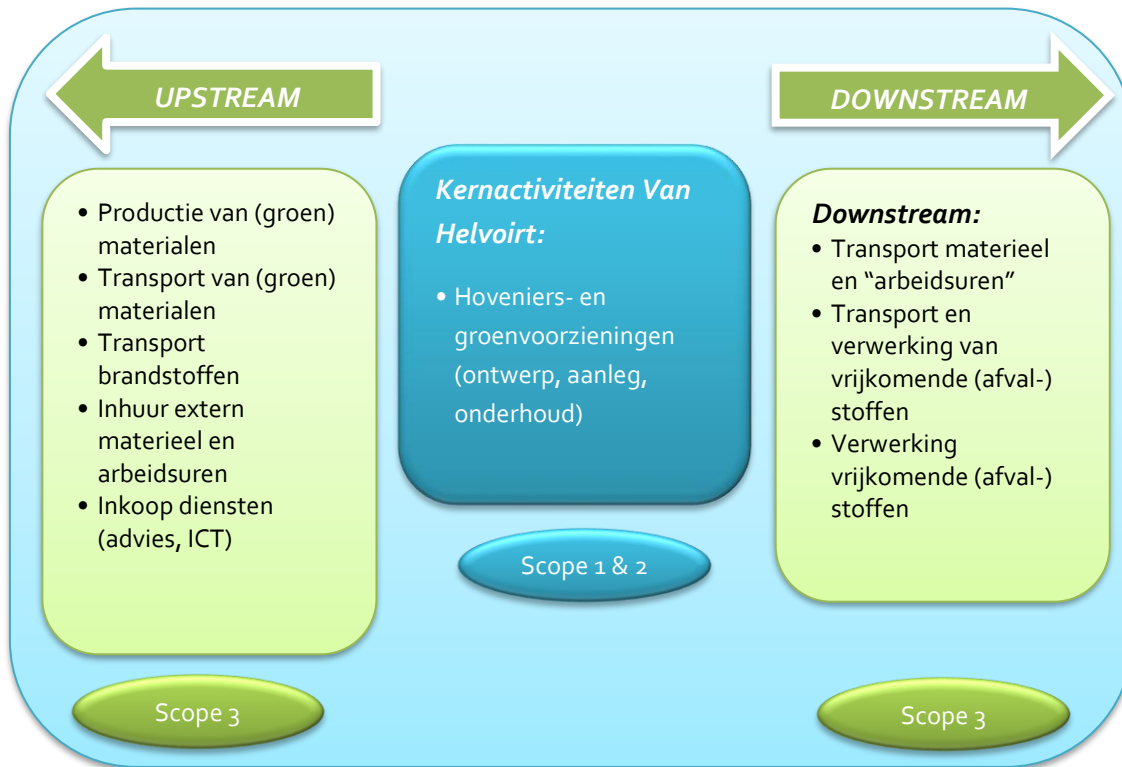 UPSTREAM
DOWNSTREAM
• Productie van (groen)
materialen
• Transport van (groen)
materialen
• Transport
brandstoffen
• Inhuur extern
materieel en
arbeidsuren
• Inkoop diensten
(advies, ICT)
Scope 3
Kernactiviteiten Van
Helvoirt:
• Hoveniers- en
groenvoorzieningen
(ontwerp, aanleg,
onderhoud)
Scope 1 & 2
Downstream:
• Transport materieel
en “arbeidsuren”
• Transport en
verwerking van
vrijkomende (afval-)
stoffen
• Verwerking
vrijkomende (afval-)
stoffen
Scope 3